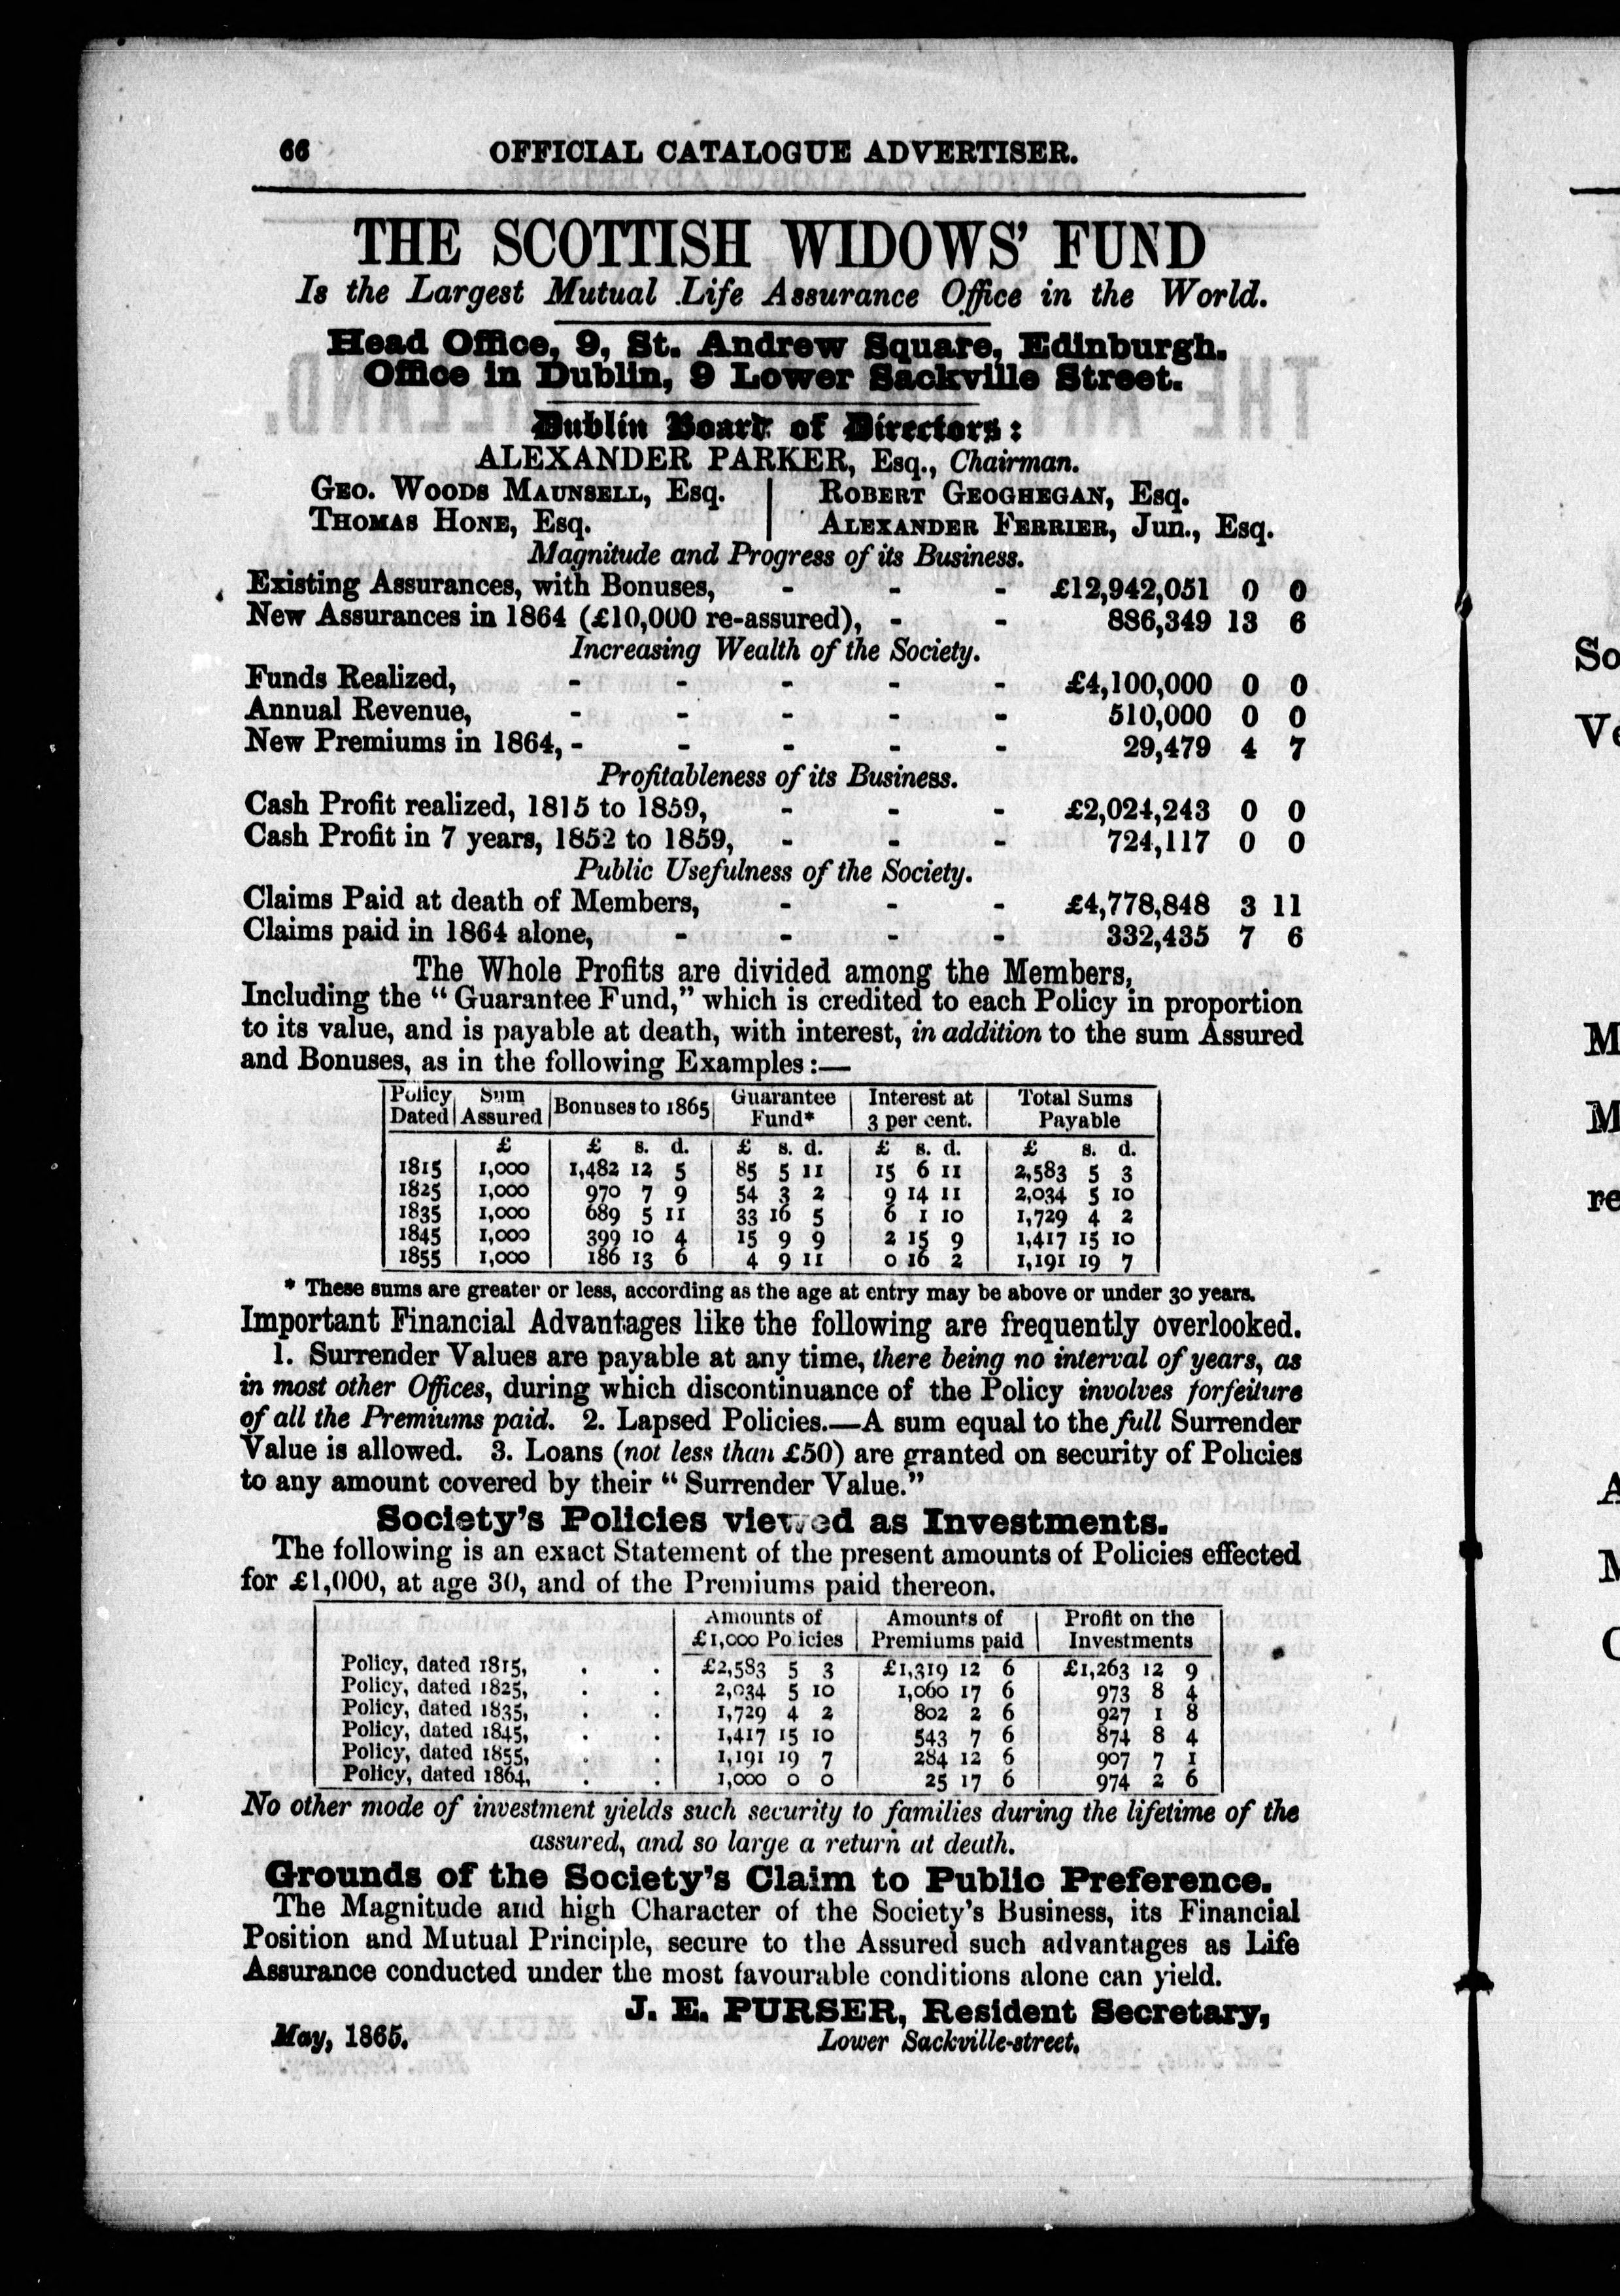 66 OFFICIAL CATALOGUE ADVERTISER.
THE SCOTTISH WIDOWS' FUND
Is the Largest Mutual Life Assurance Office in the World.
Head Office, 9, St. Andrew Square, Edinburgh.
Office in Dublin, 9 Lower Sackville Street.
Dublin Board of Directors:
ALEXANDER PARKER, Esq., Chairman.
GEO. WOODS MAUNSELL, Esq. | ROBERT GEOGHEGAN, Esq.
THOMAS HONE, Esq. | ALEXANDER FERRIER, Jun., Esq.
Magnitude and Progress of its Business.
Existing Assurances, with Bonuses, - - - £12,942,051 0 0
New Assurances in 1864 (£10,000 re-assured), - - 886,349 13 6
Increasing Wealth of the Society.
Funds Realized, - - - - - £4,100,000 0 0
Annual Revenue, - - - - - 510,000 0 0
New Premiums in 1864, - - - - - 29,479 4 7
Profitableness of its Business.
Cash Profit realized, 1815 to 1859, - - - £2,024,243 0 0
Cash Profit in 7 years, 1852 to 1859, - - - 724,117 0 0
Public Usefulness of the Society.
Claims Paid at death of Members, - - - £4,778,848 3 11
Claims paid in 1864 alone, - - - - 332,435 7 6
The Whole Profits are divided among the Members,
Including the "Guarantee Fund," which is credited to each Policy in proportion
to its value, and is payable at death, with interest, in addition to the sum Assured
and Bonuses, as in the following Examples:—
Policy Dated | Sum Assured | Bonuses to 1865 | Guarantee Fund* | Interest at 3 per cent. | Total Sums Payable
£ | £ s. d. | £ s. d. | £ s. d. | £ s. d.
1815 | 1,000 | 1,482 12 5 | 85 5 11 | 15 6 11 | 2,583 5 3
1825 | 1,000 | 970 7 9 | 54 3 2 | 9 14 11 | 2,034 5 10
1835 | 1,000 | 689 5 11 | 33 16 5 | 6 1 10 | 1,729 4 2
1845 | 1,000 | 399 10 4 | 15 9 9 | 2 15 9 | 1,417 15 10
1855 | 1,000 | 186 13 6 | 4 9 11 | 0 16 2 | 1,191 19 7
* These sums are greater or less, according as the age at entry may be above or under 30 years.
Important Financial Advantages like the following are frequently overlooked.
1. Surrender Values are payable at any time, there being no interval of years, as
in most other Offices, during which discontinuance of the Policy involves forfeiture
of all the Premiums paid. 2. Lapsed Policies.—A sum equal to the full Surrender
Value is allowed. 3. Loans (not less than £50) are granted on security of Policies
to any amount covered by their "Surrender Value."
Society's Policies viewed as Investments.
The following is an exact Statement of the present amounts of Policies effected
for £1,000, at age 30, and of the Premiums paid thereon.
Amounts of £1,000 Policies | Amounts of Premiums paid | Profit on the Investments
Policy, dated 1815, . . | £2,583 5 3 | £1,319 12 6 | £1,263 12 9
Policy, dated 1825, . . | 2,034 5 10 | 1,060 17 6 | 973 8 4
Policy, dated 1835, . . | 1,729 4 2 | 802 2 6 | 927 1 8
Policy, dated 1845, . . | 1,417 15 10 | 543 7 6 | 874 8 4
Policy, dated 1855, . . | 1,191 19 7 | 284 12 6 | 907 7 1
Policy, dated 1864, . . | 1,000 0 0 | 25 17 6 | 974 2 6
No other mode of investment yields such security to families during the lifetime of the
assured, and so large a return at death.
Grounds of the Society's Claim to Public Preference.
The Magnitude and high Character of the Society's Business, its Financial
Position and Mutual Principle, secure to the Assured such advantages as Life
Assurance conducted under the most favourable conditions alone can yield.
J. E. PURSER, Resident Secretary,
May, 1865. Lower Sackville-street.